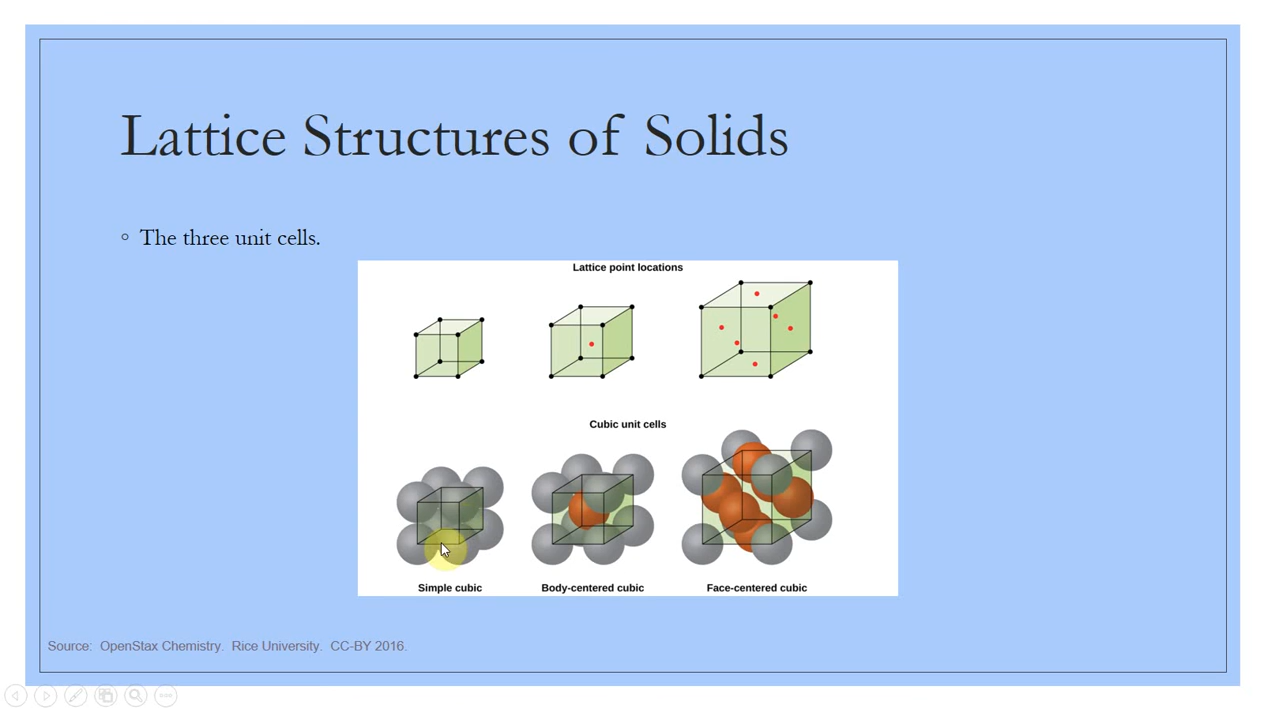 Lattice Structures of Solids
◦ The three unit cells.
Lattice point locations
Cubic unit cells
Simple cubic
Body-centered cubic
Face-centered cubic
Source: OpenStax Chemistry. Rice University. CC-BY 2016.